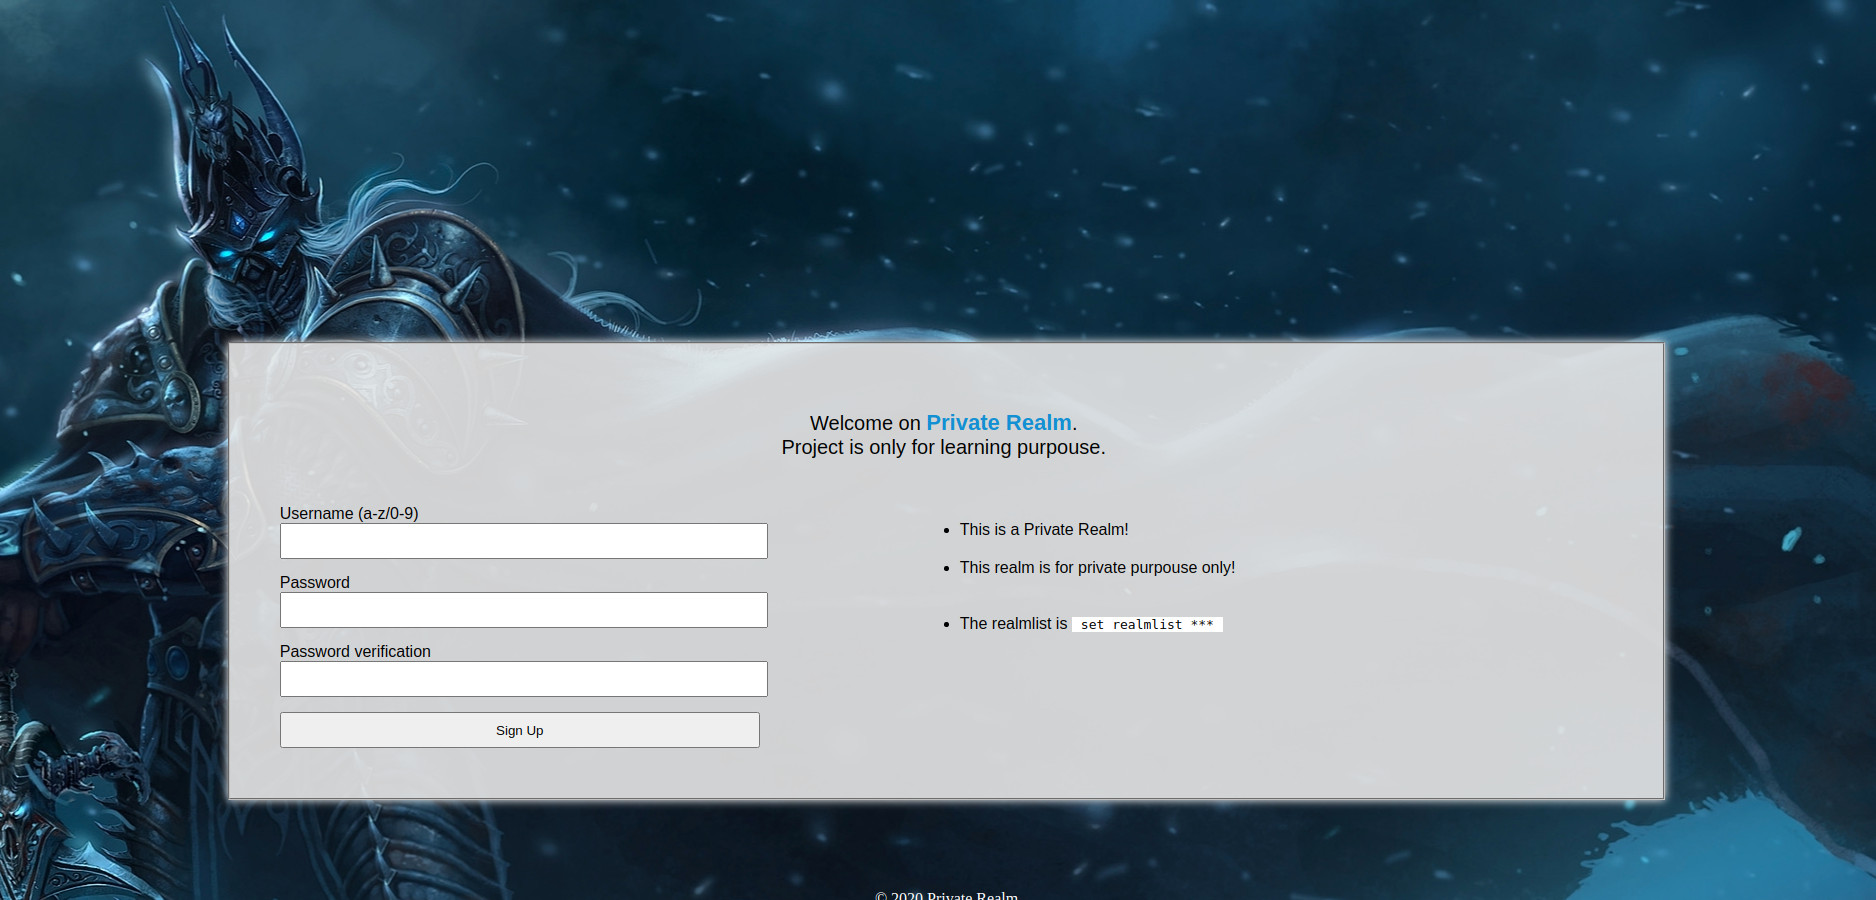 Welcome on Private Realm.
Project is only for learning purpouse.
Username (a-z/0-9)
Password
Password verification
Sign Up
This is a Private Realm!
This realm is for private purpouse only!
The realmlist is set realmlist ***
© 2020 Private Realm